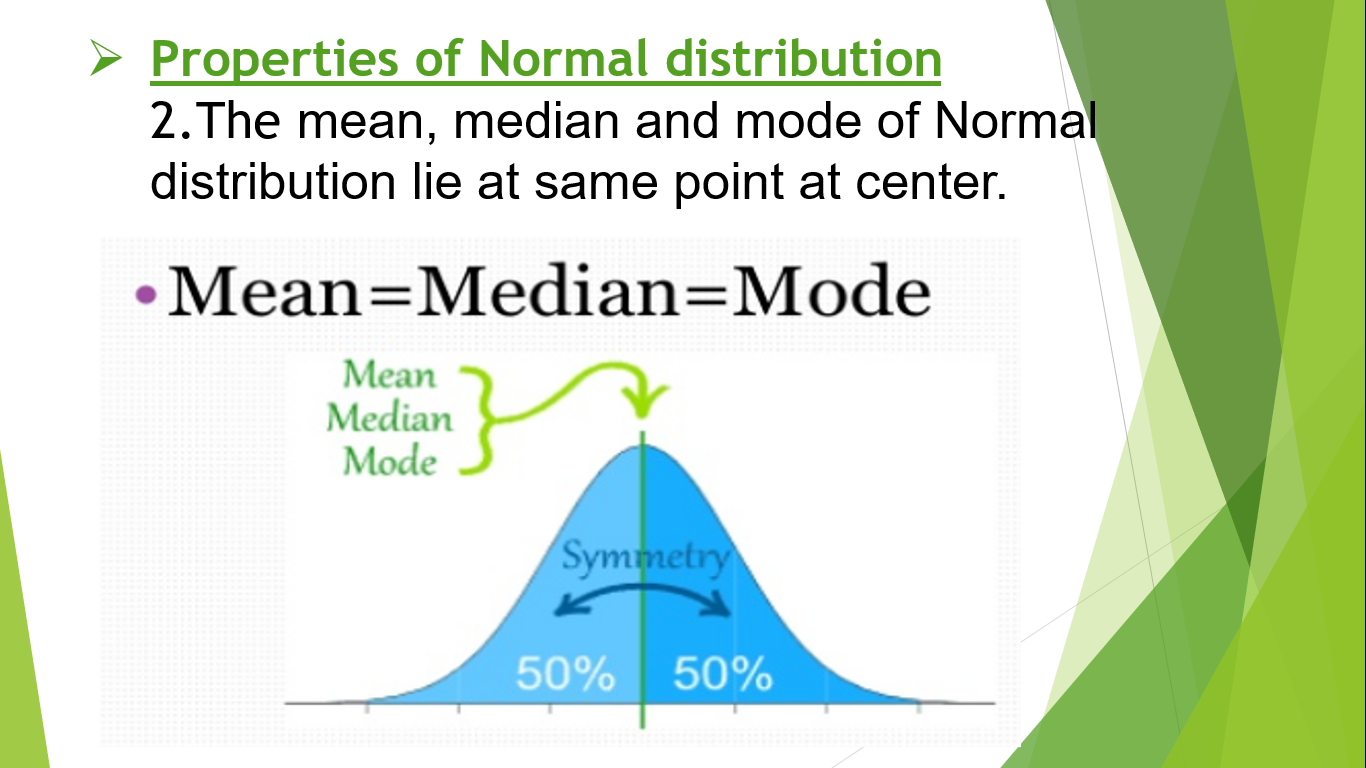 ➢ Properties of Normal distribution
2.The mean, median and mode of Normal
distribution lie at same point at center.
•Mean=Median=Mode
Mean
Median
Mode
Symmetry
50% 50%